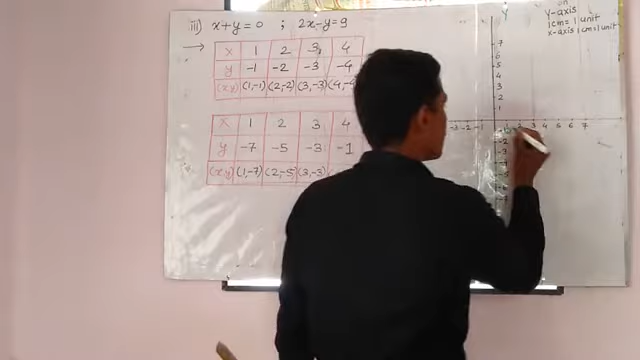 iii) x+y=0 ; 2x-y=9
→ x 1 2 3 4
y -1 -2 -3 -4
(x y) (1,-1) (2,-2) (3,-3) (4,-4
x 1 2 3 4
y -7 -5 -3 -1
(x y) (1,-7) (2,-5) (3,-3)
Y
on
y-axis
1cm=1 unit
x-axis 1cm=1unit
7
6
5
4
3
2
1
-3 -2 -1 1 2 3 4 5 6 7
-2
-3